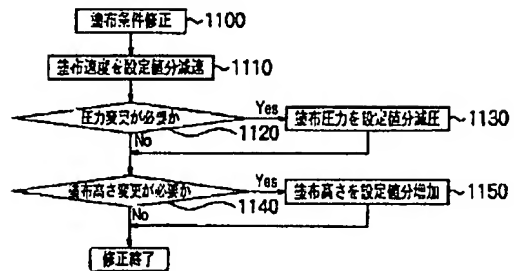 塗布条件修正 1100
塗布速度を設定値分減速 1110
圧力変更が必要か 1120
Yes
塗布圧力を設定値分減圧 1130
No
塗布高さ変更が必要か 1140
Yes
塗布高さを設定値分増加 1150
No
修正終了